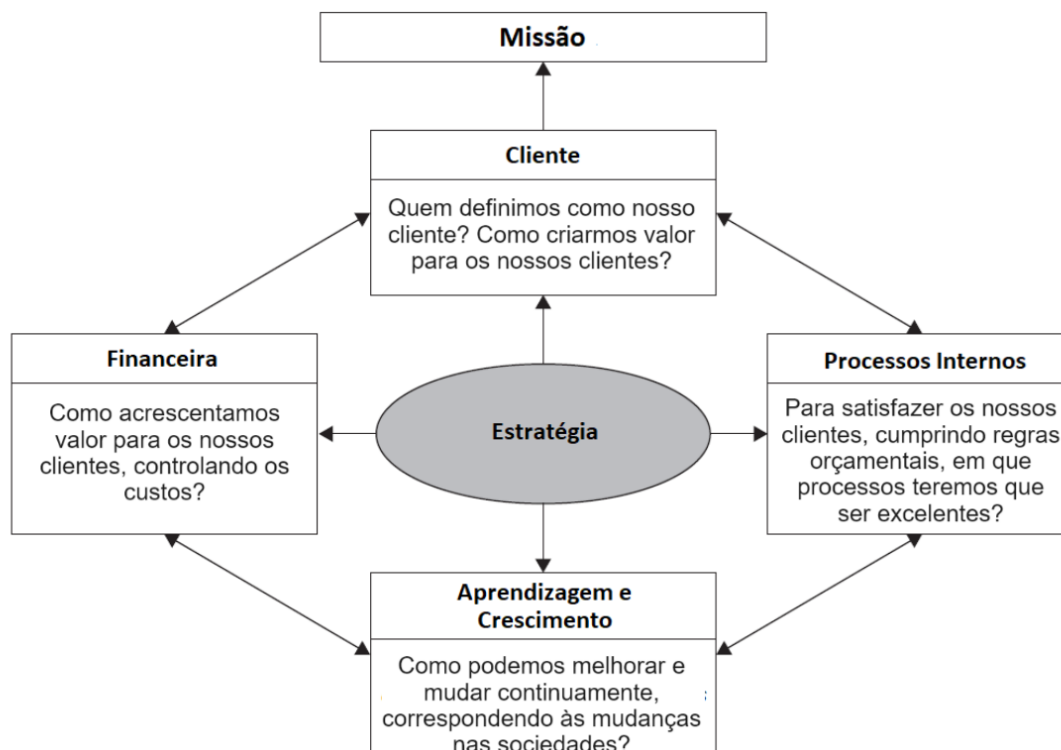 Missão
Cliente
Quem definimos como nosso
cliente? Como criarmos valor
para os nossos clientes?
Financeira
Como acrescentamos
valor para os nossos
clientes, controlando os
custos?
Estratégia
Processos Internos
Para satisfazer os nossos
clientes, cumprindo regras
orçamentais, em que
processos teremos que
ser excelentes?
Aprendizagem e
Crescimento
Como podemos melhorar e
mudar continuamente,
correspondendo às mudanças
nas sociedades?